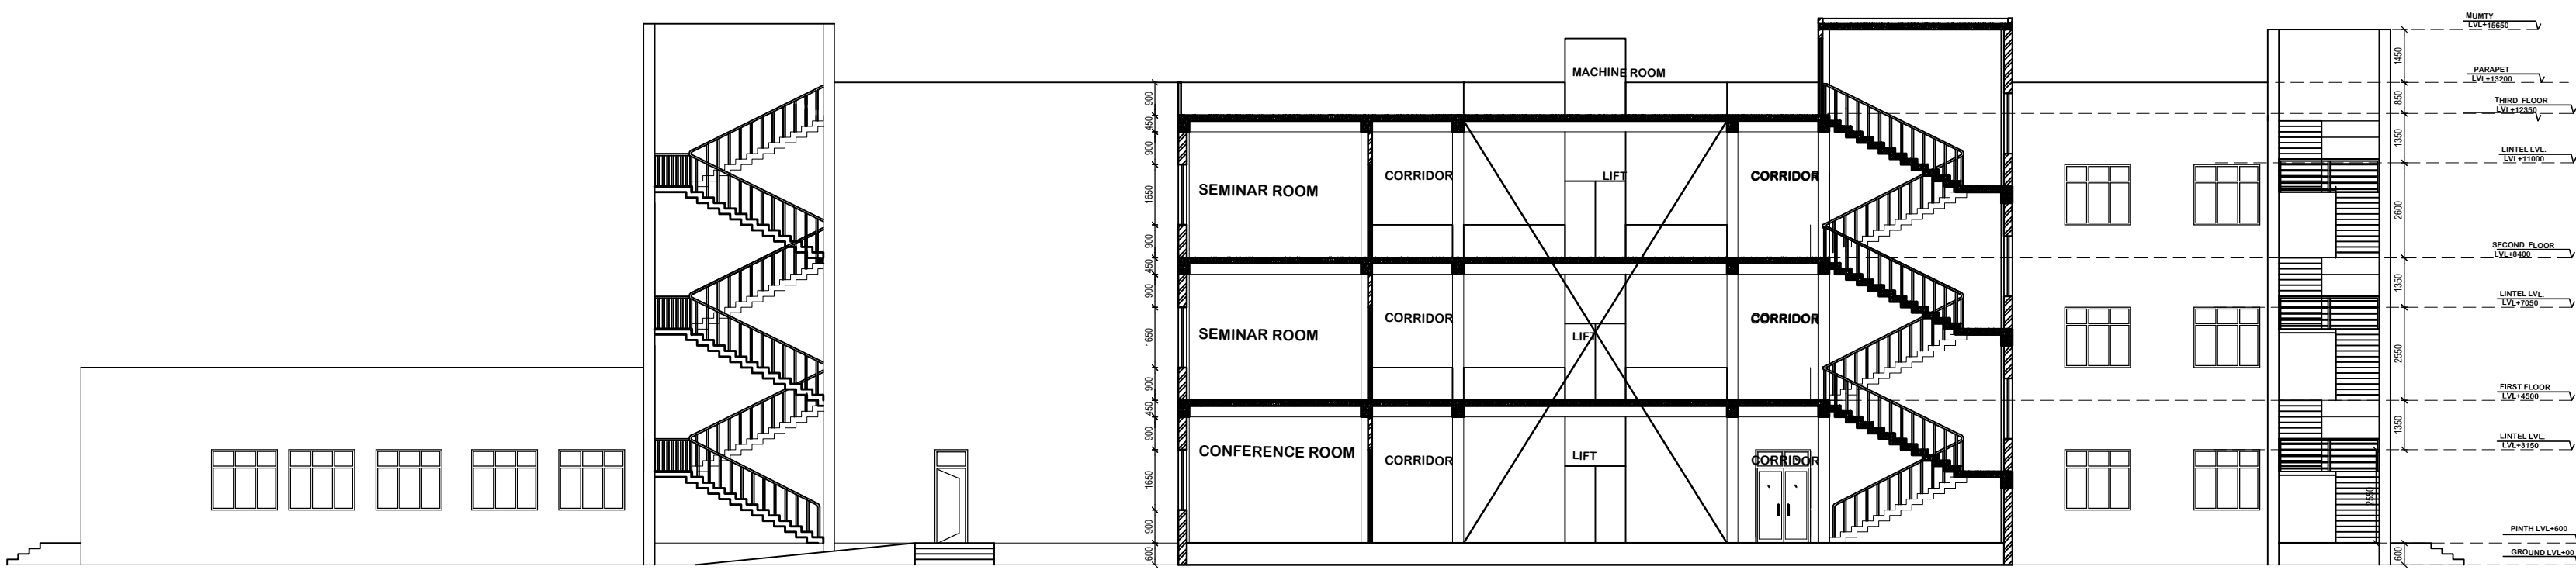 MUMTY
LVL+15650
PARAPET
LVL+13200
THIRD FLOOR
LVL+12350
LINTEL LVL.
LVL+11000
SECOND FLOOR
LVL+8400
LINTEL LVL.
LVL+7050
FIRST FLOOR
LVL+4500
LINTEL LVL.
LVL+3150
PINTH LVL+600
GROUND LVL+00
MACHINE ROOM
SEMINAR ROOM
CORRIDOR
LIFT
CORRIDOR
SEMINAR ROOM
CORRIDOR
LIFT
CORRIDOR
CONFERENCE ROOM
CORRIDOR
LIFT
CORRIDOR
900
450
900
1650
900
450
900
1650
900
450
900
1650
900
600
1450
850
1350
2600
1350
2550
1350
2550
600